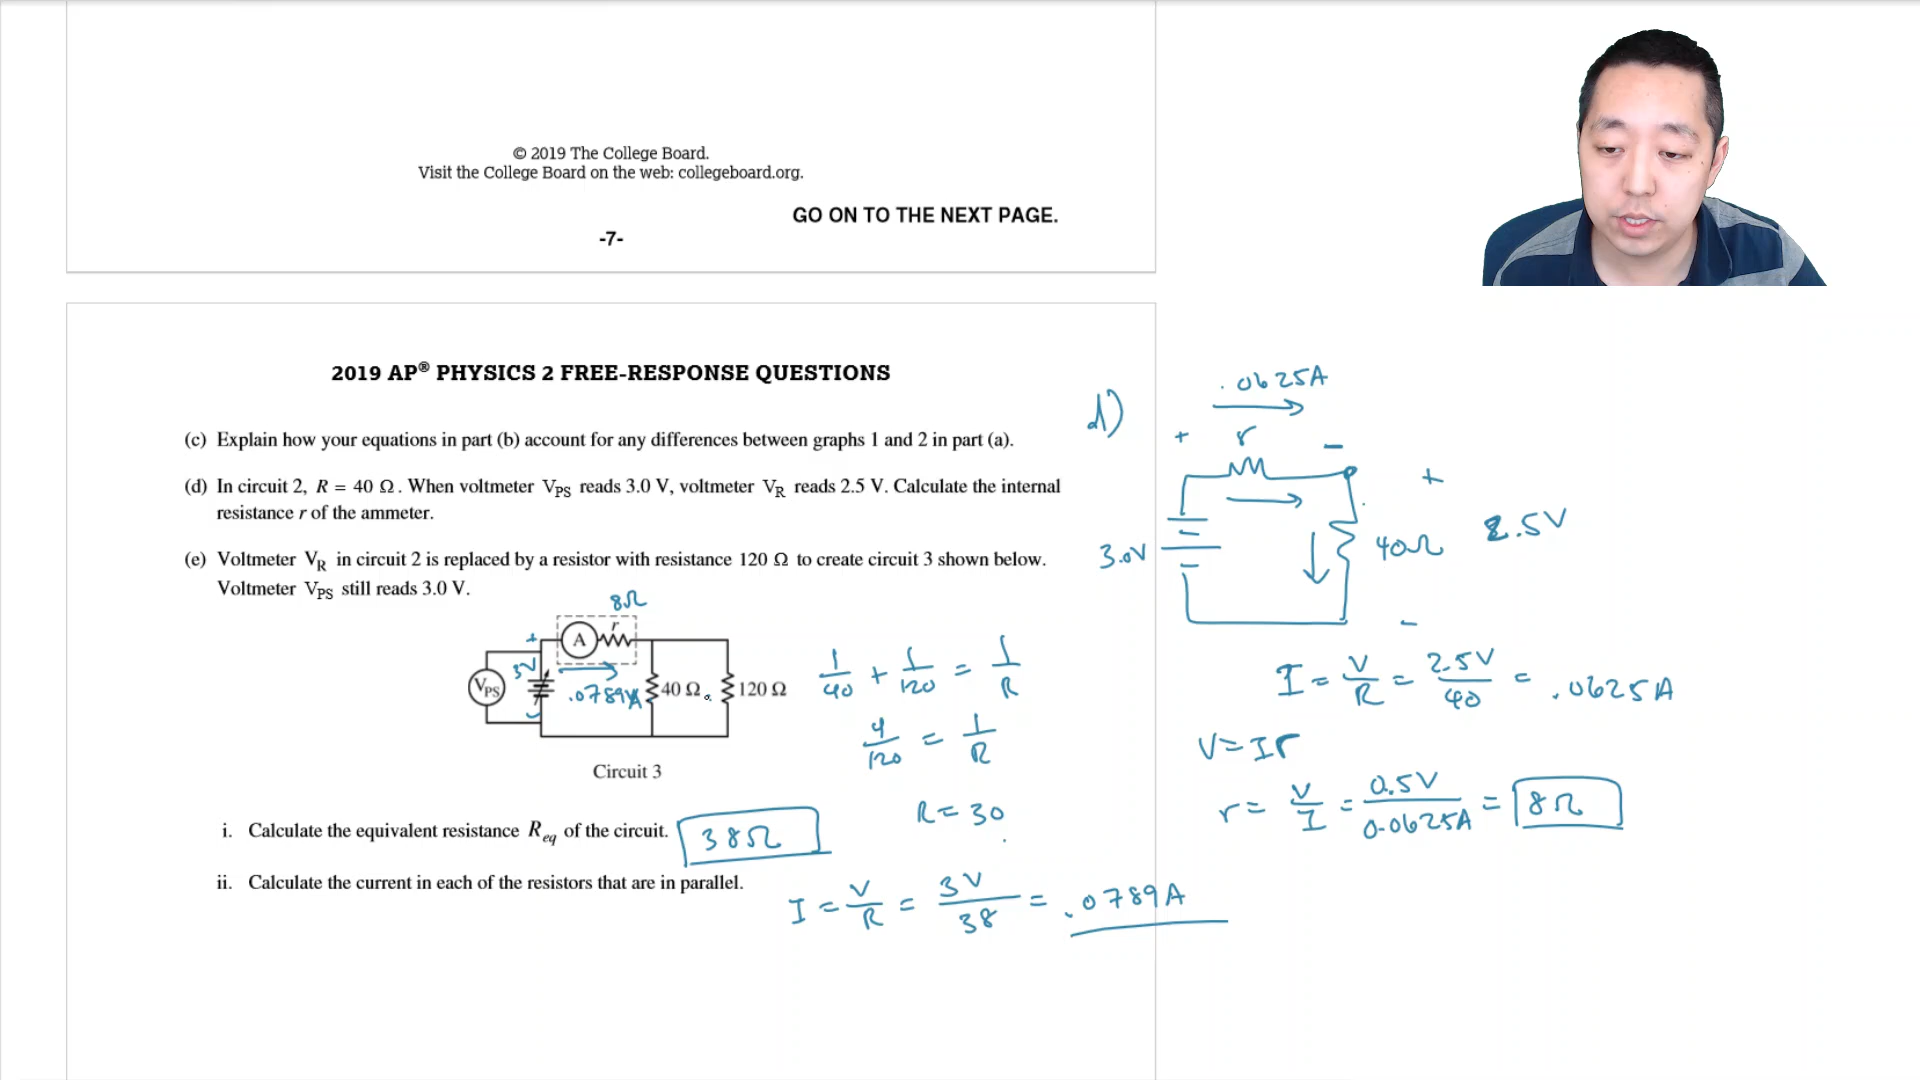 © 2019 The College Board.
Visit the College Board on the web: collegeboard.org.
GO ON TO THE NEXT PAGE.
-7-
2019 AP® PHYSICS 2 FREE-RESPONSE QUESTIONS
(c) Explain how your equations in part (b) account for any differences between graphs 1 and 2 in part (a).
(d) In circuit 2, R = 40 Ω. When voltmeter VPS reads 3.0 V, voltmeter VR reads 2.5 V. Calculate the internal
resistance r of the ammeter.
(e) Voltmeter VR in circuit 2 is replaced by a resistor with resistance 120 Ω to create circuit 3 shown below.
Voltmeter VPS still reads 3.0 V.
8Ω
A r
+
3V
VPS
.0789A
40 Ω
120 Ω
-
Circuit 3
1/40 + 1/120 = 1/R
4/120 = 1/R
R = 30
i. Calculate the equivalent resistance Req of the circuit. 38Ω
ii. Calculate the current in each of the resistors that are in parallel.
I = V/R = 3V/38 = .0789A
d)
.0625A
+ r -
+
3.0V
40Ω
2.5V
-
I = V/R = 2.5V/40 = .0625A
V = Ir
r = V/I = 0.5V/0.0625A = 8Ω